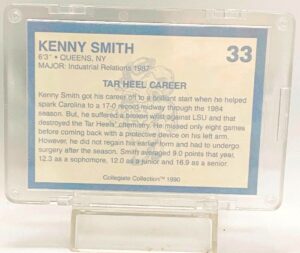 KENNY SMITH
33
6'3" • QUEENS, NY
MAJOR: Industrial Relations 1987
TAR HEEL CAREER
Kenny Smith got his career off to a brilliant start when he helped
spark Carolina to a 17-0 record midway through the 1984
season. But, he suffered a broken wrist against LSU and that
destroyed the Tar Heels' chemistry. He missed only eight games
before coming back with a protective device on his left arm.
However, he did not regain his earlier form and had to undergo
surgery after the season. Smith averaged 9.0 points that year,
12.3 as a sophomore, 12.0 as a junior and 16.9 as a senior.
Collegiate Collection™ 1990